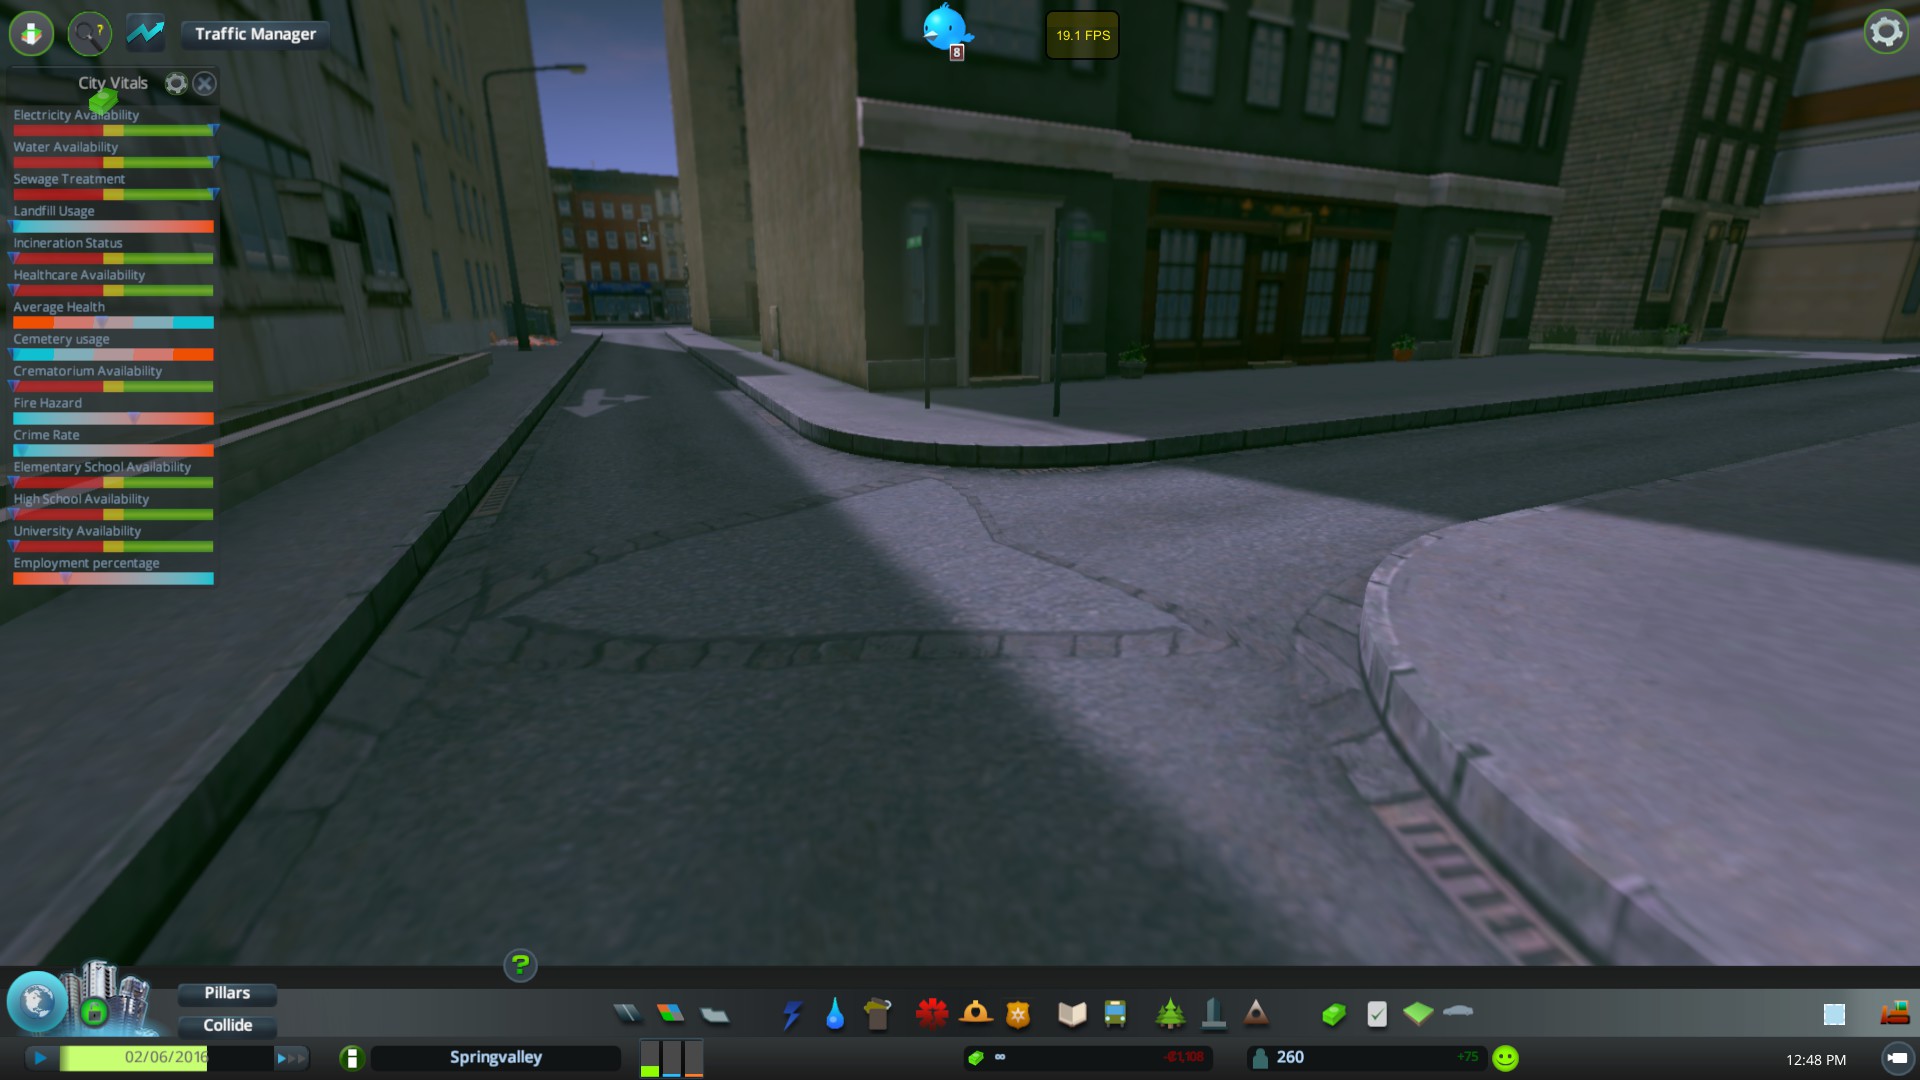 Traffic Manager
8
19.1 FPS
City Vitals
Electricity Availability
Water Availability
Sewage Treatment
Landfill Usage
Incineration Status
Healthcare Availability
Average Health
Cemetery usage
Crematorium Availability
Fire Hazard
Crime Rate
Elementary School Availability
High School Availability
University Availability
Employment percentage
?
Pillars
Collide
02/06/2016
Springvalley
∞
-₡1,108
260
+75
12:48 PM